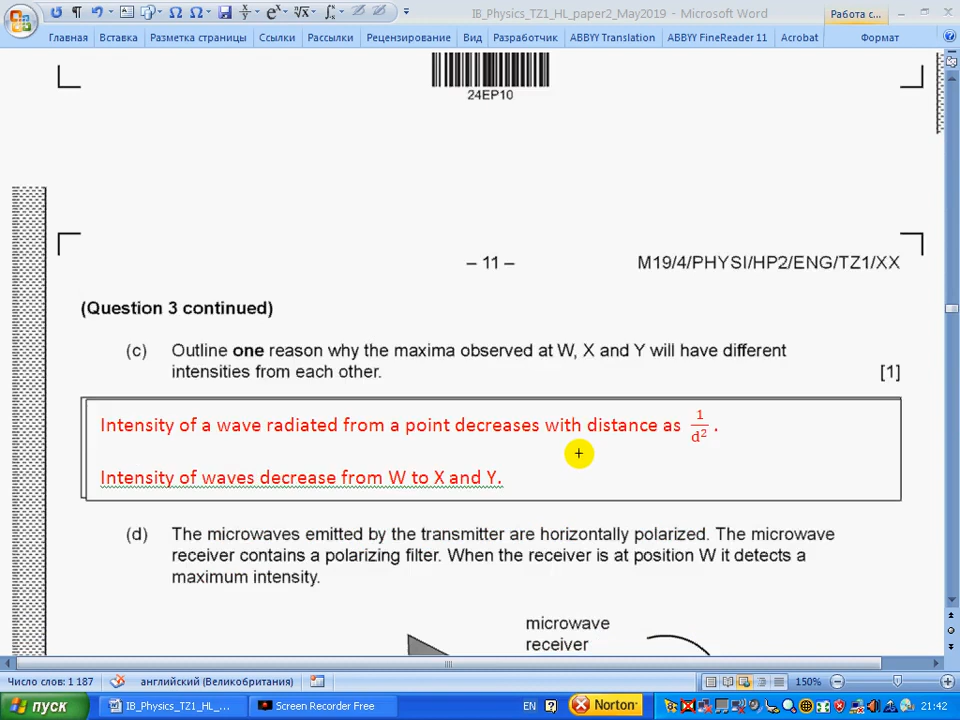 IB_Physics_TZ1_HL_paper2_May2019 - Microsoft Word
Работа с...
Главная Вставка Разметка страницы Ссылки Рассылки Рецензирование Вид Разработчик ABBYY Translation ABBYY FineReader 11 Acrobat Формат
24EP10
– 11 –
M19/4/PHYSI/HP2/ENG/TZ1/XX
(Question 3 continued)
(c) Outline one reason why the maxima observed at W, X and Y will have different
intensities from each other. [1]
Intensity of a wave radiated from a point decreases with distance as 1/d² .
Intensity of waves decrease from W to X and Y.
(d) The microwaves emitted by the transmitter are horizontally polarized. The microwave
receiver contains a polarizing filter. When the receiver is at position W it detects a
maximum intensity.
microwave
receiver
Число слов: 1 187 английский (Великобритания) 150%
пуск IB_Physics_TZ1_HL_... Screen Recorder Free EN Norton 21:42